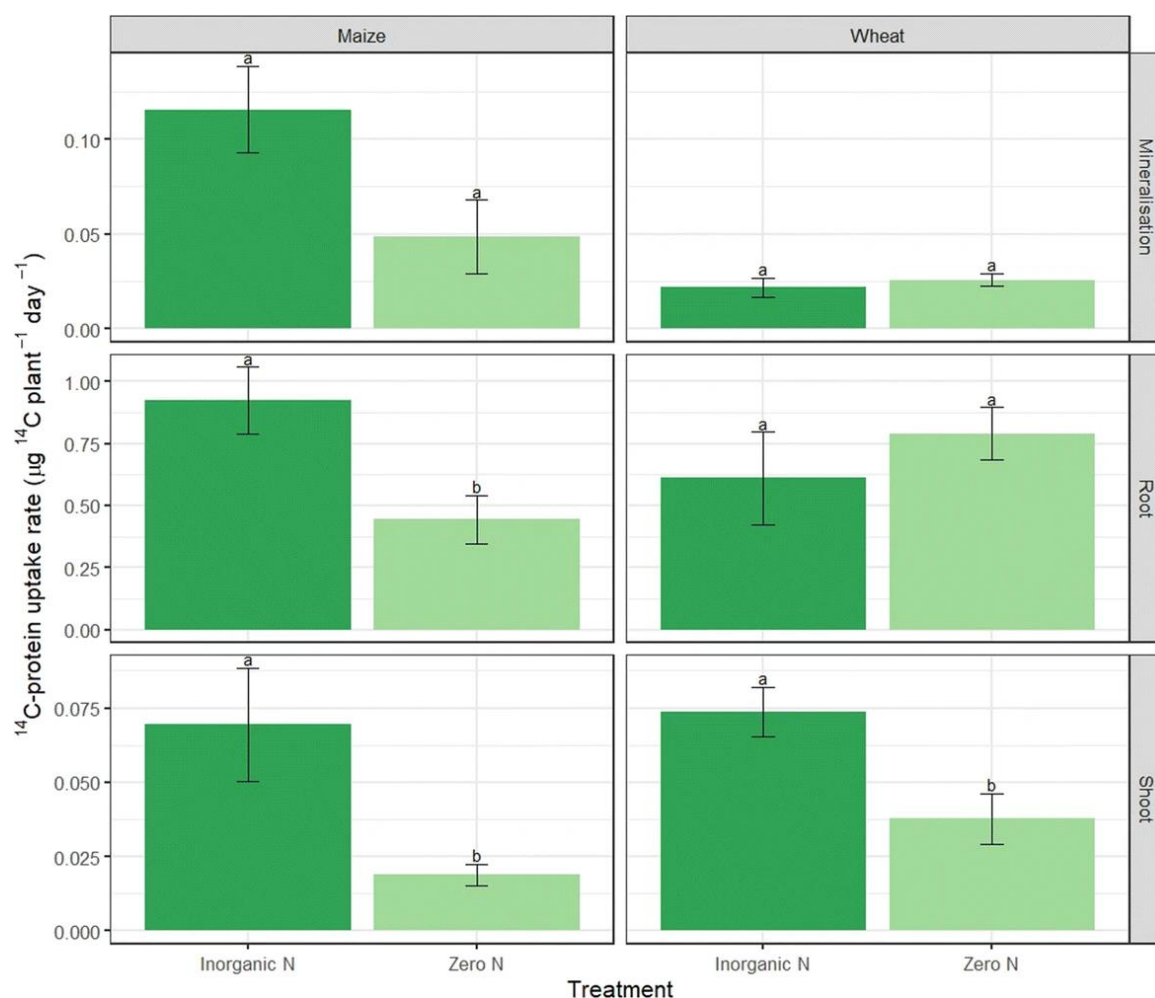 Maize
Wheat
a
a
a
a
0.10
0.05
0.00
Mineralisation
a
b
a
a
1.00
0.75
0.50
0.25
0.00
Root
a
b
a
b
0.075
0.050
0.025
0.000
Shoot
Inorganic N
Zero N
Inorganic N
Zero N
Treatment
¹⁴C-protein uptake rate (μg ¹⁴C plant⁻¹ day⁻¹)